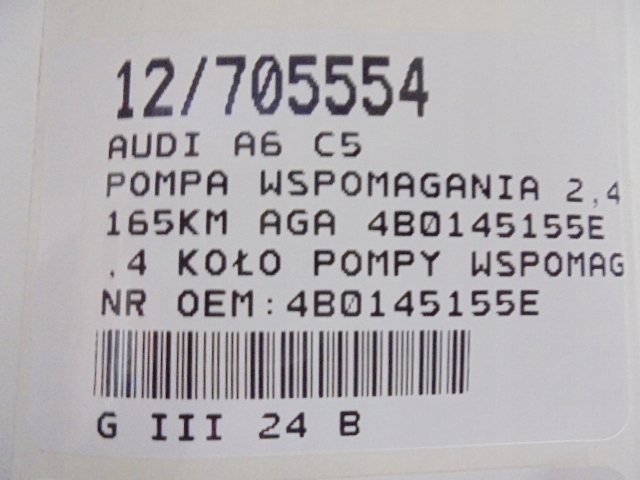 12/705554
AUDI A6 C5
POMPA WSPOMAGANIA 2,4
165KM AGA 4B0145155E
,4 KOŁO POMPY WSPOMAG
NR OEM:4B0145155E
G III 24 B